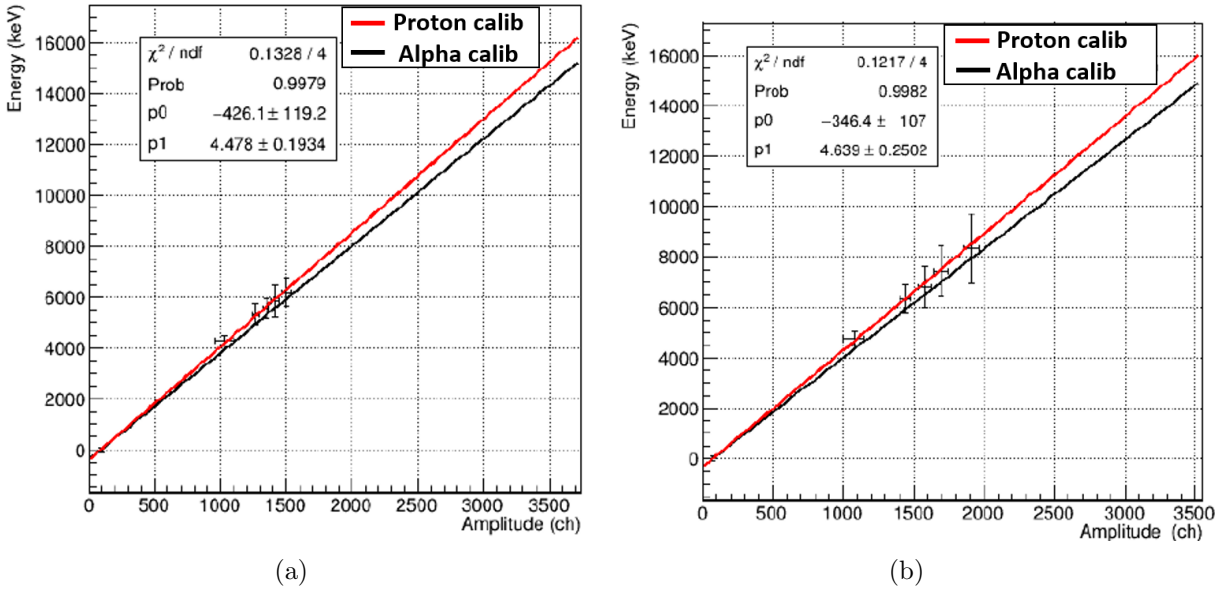 Energy (keV)
16000
14000
12000
10000
8000
6000
4000
2000
0
χ² / ndf 0.1328 / 4
Prob 0.9979
p0 −426.1 ± 119.2
p1 4.478 ± 0.1934
Proton calib
Alpha calib
0 500 1000 1500 2000 2500 3000 3500
Amplitude (ch)
(a)
Energy (keV)
16000
14000
12000
10000
8000
6000
4000
2000
0
χ² / ndf 0.1217 / 4
Prob 0.9982
p0 −346.4 ± 107
p1 4.639 ± 0.2502
Proton calib
Alpha calib
0 500 1000 1500 2000 2500 3000 3500
Amplitude (ch)
(b)